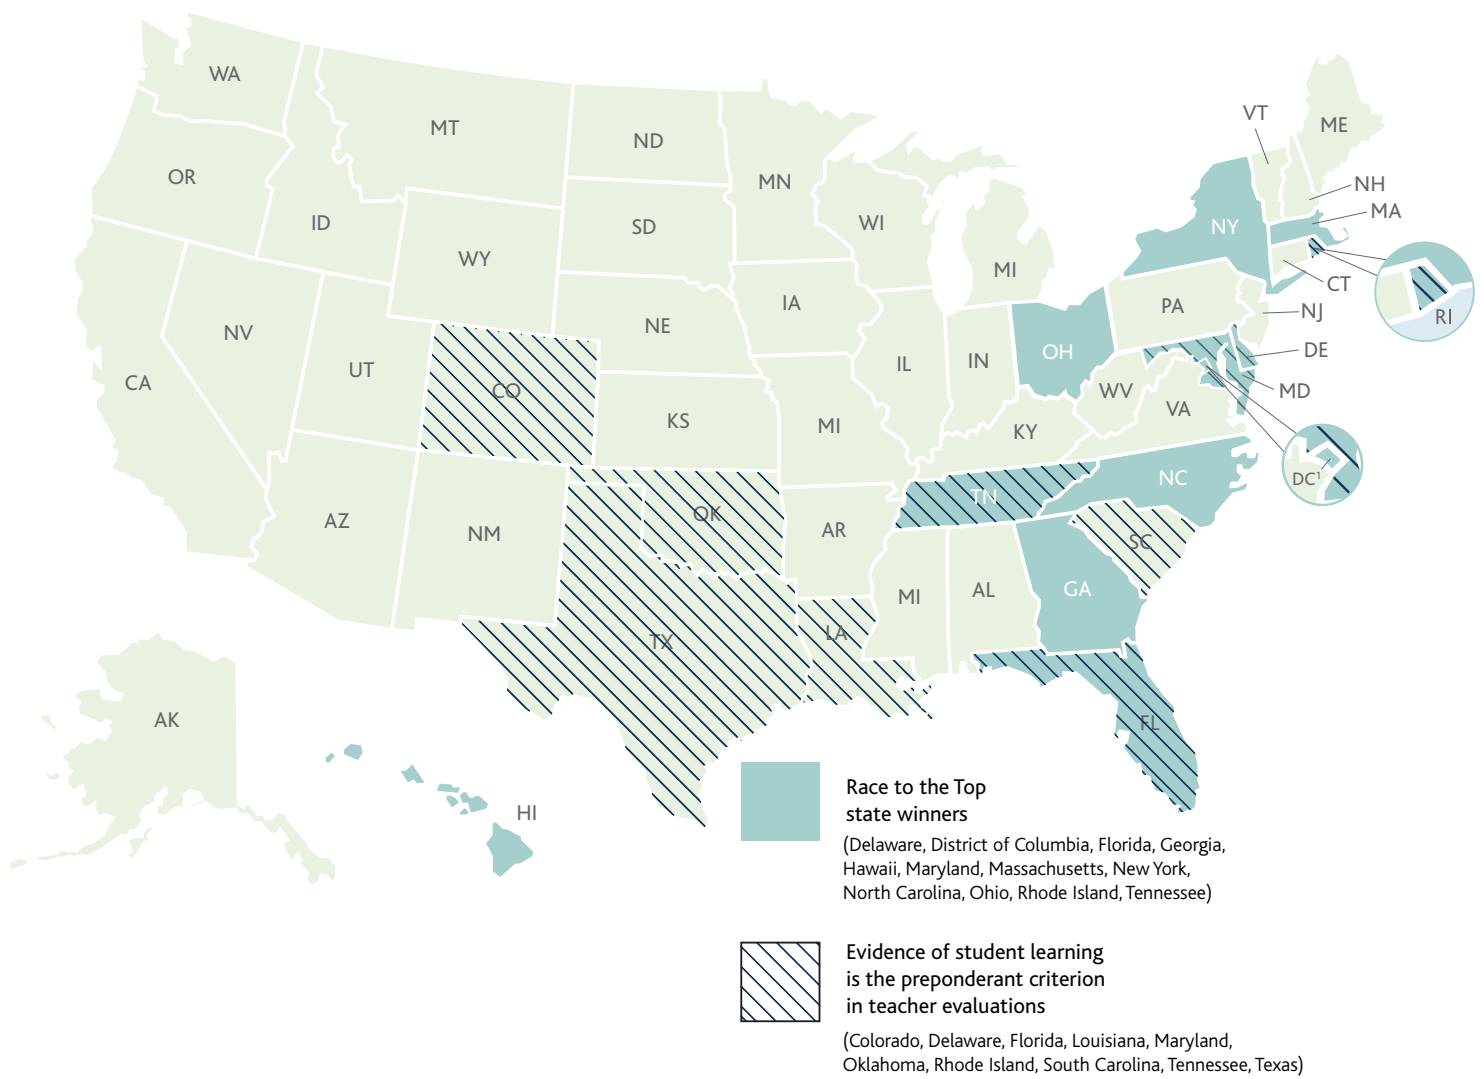 WA
MT
ND
MN
OR
ID
SD
WI
WY
MI
VT
ME
NH
MA
NY
CT
RI
NJ
PA
DE
MD
DC¹
NV
UT
CA
CO
NE
IA
IL
IN
OH
WV
VA
KS
MI
KY
NC
TN
AZ
NM
OK
AR
SC
MI
AL
GA
TX
LA
FL
AK
HI
Race to the Top
state winners
(Delaware, District of Columbia, Florida, Georgia,
Hawaii, Maryland, Massachusetts, New York,
North Carolina, Ohio, Rhode Island, Tennessee)
Evidence of student learning
is the preponderant criterion
in teacher evaluations
(Colorado, Delaware, Florida, Louisiana, Maryland,
Oklahoma, Rhode Island, South Carolina, Tennessee, Texas)